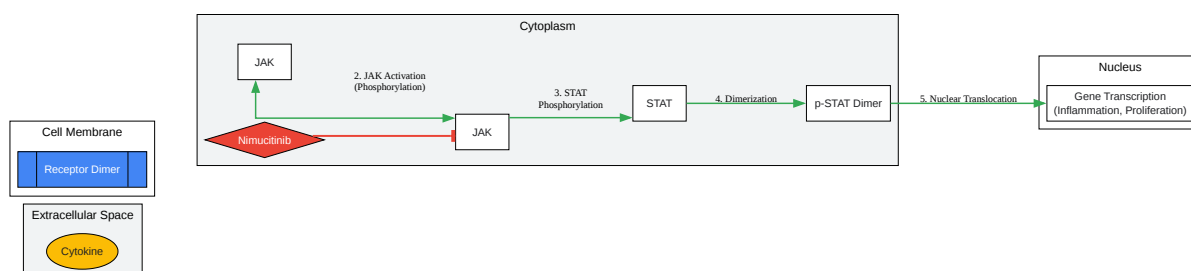 Cytoplasm
JAK
2. JAK Activation
(Phosphorylation)
Nimucitinib
JAK
3. STAT
Phosphorylation
STAT
4. Dimerization
p-STAT Dimer
5. Nuclear Translocation
Nucleus
Gene Transcription
(Inflammation, Proliferation)
Cell Membrane
Receptor Dimer
Extracellular Space
Cytokine